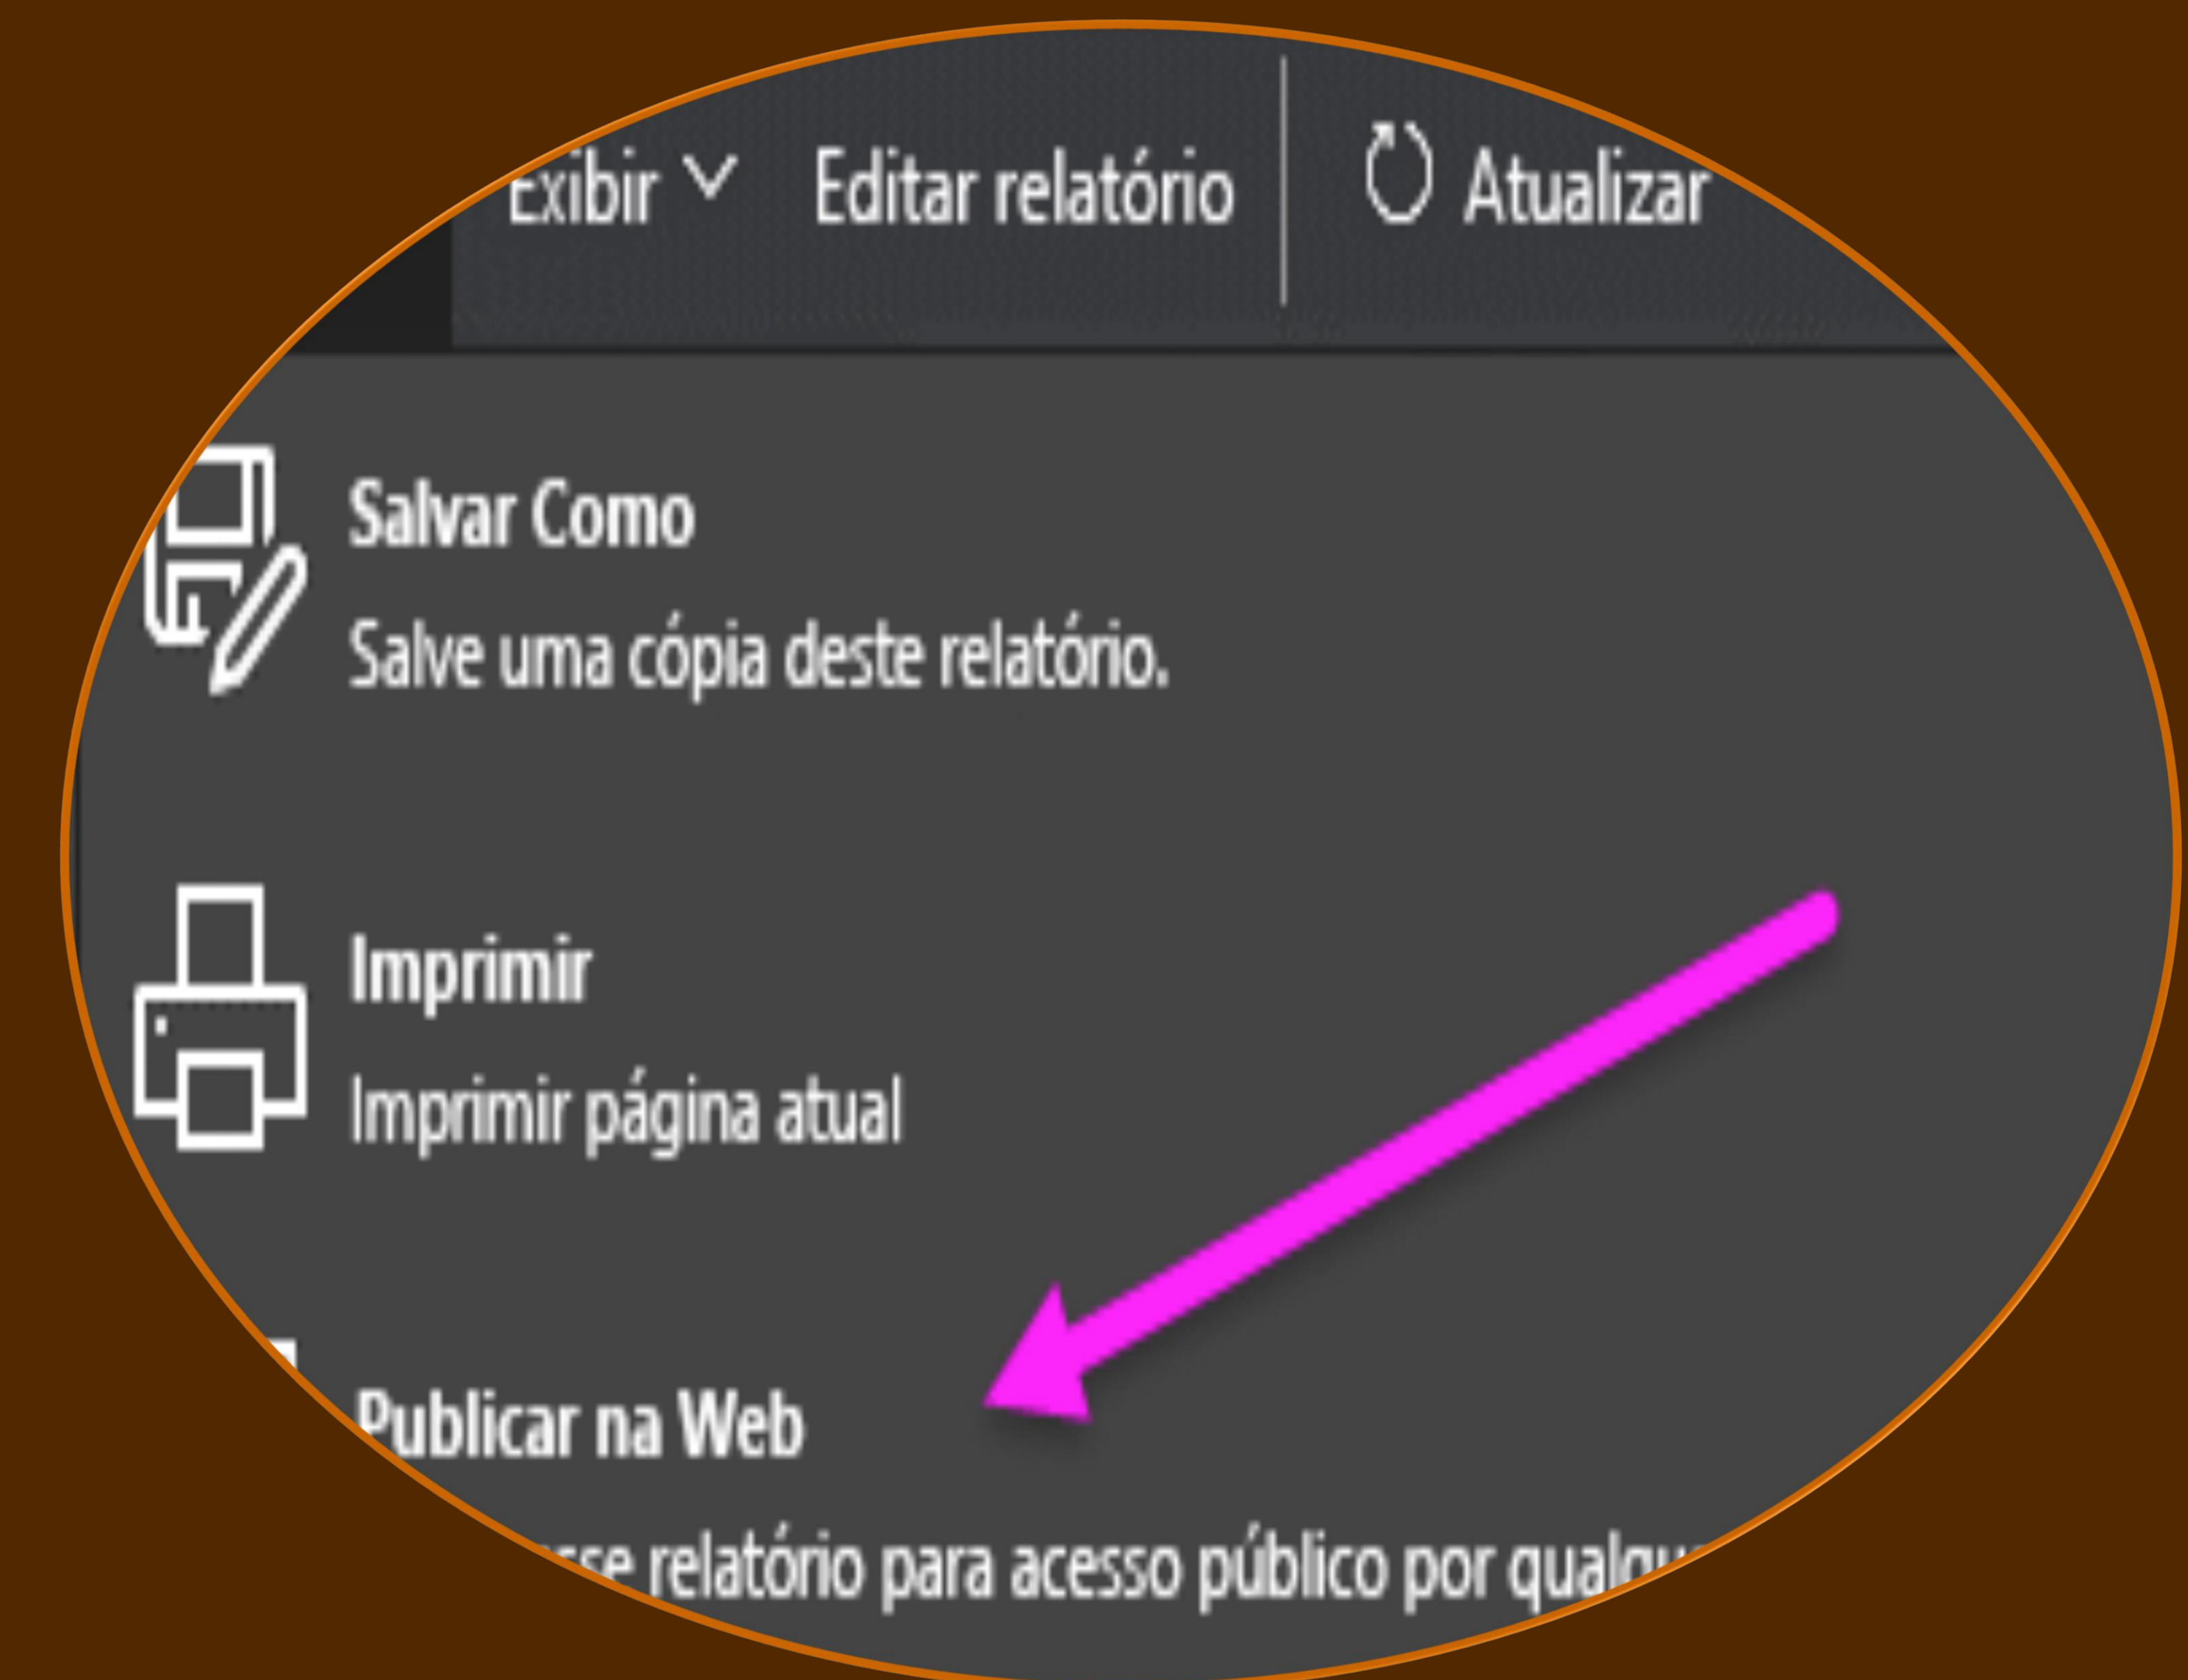 Exibir Editar relatório Atualizar
Salvar Como
Salve uma cópia deste relatório.
Imprimir
Imprimir página atual
Publicar na Web
relatório para acesso público por